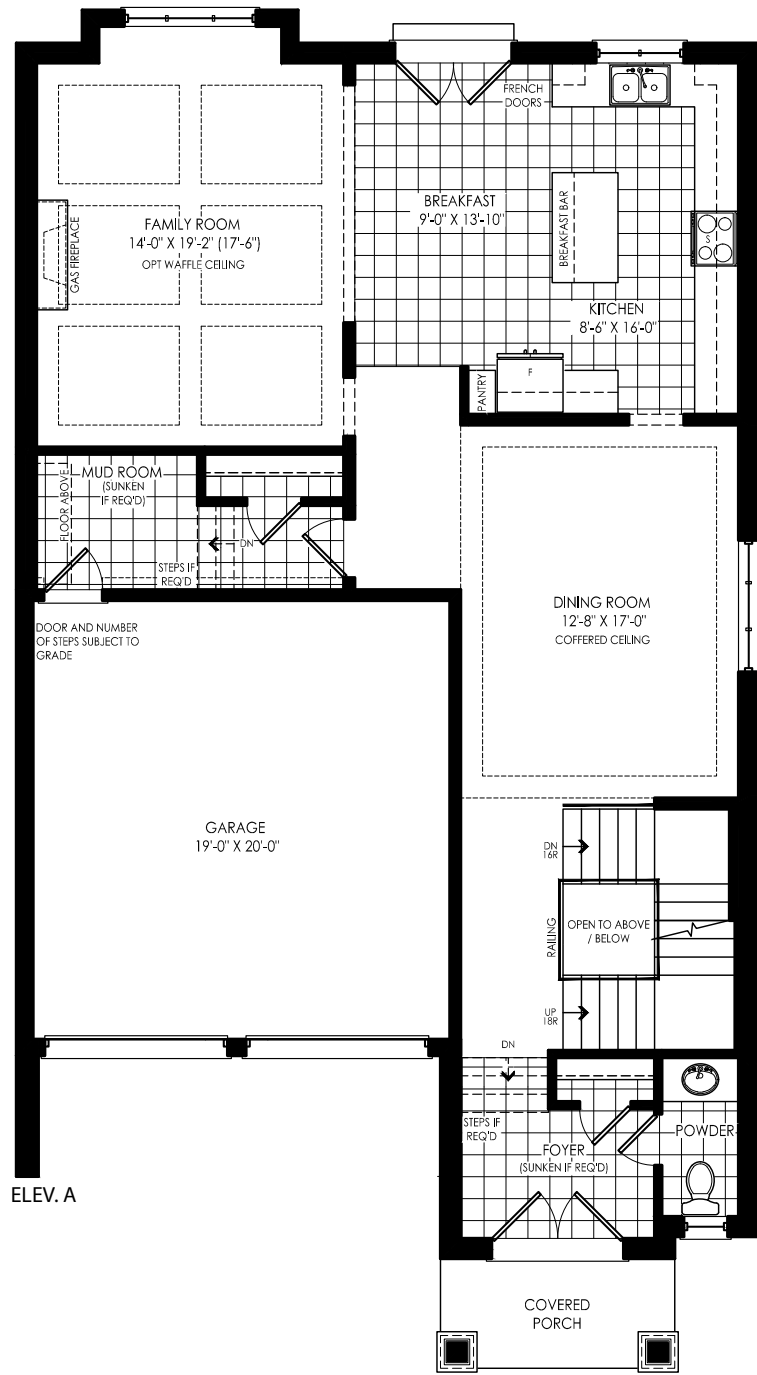 FRENCH
DOORS
BREAKFAST
9'-0" X 13'-10"
BREAKFAST BAR
S
FAMILY ROOM
14'-0" X 19'-2" (17'-6")
OPT WAFFLE CEILING
GAS FIREPLACE
KITCHEN
8'-6" X 16'-0"
F
PANTRY
MUD ROOM
(SUNKEN
IF REQ'D)
FLOOR ABOVE
DN
STEPS IF
REQ'D
DOOR AND NUMBER
OF STEPS SUBJECT TO
GRADE
DINING ROOM
12'-8" X 17'-0"
COFFERED CEILING
GARAGE
19'-0" X 20'-0"
DN
16R
RAILING
OPEN TO ABOVE
/ BELOW
UP
18R
DN
STEPS IF
REQ'D
FOYER
(SUNKEN IF REQ'D)
POWDER
ELEV. A
COVERED
PORCH